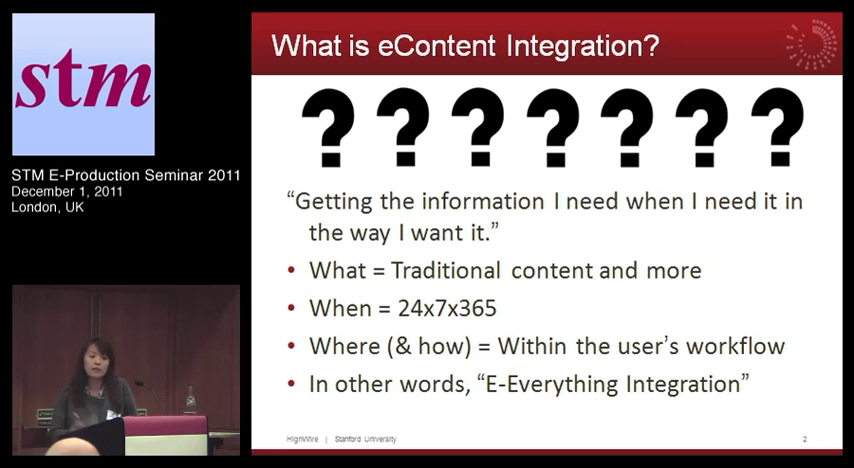 stm
STM E-Production Seminar 2011
December 1, 2011
London, UK
What is eContent Integration?
? ? ? ? ? ? ?
“Getting the information I need when I need it in
the way I want it.”
• What = Traditional content and more
• When = 24x7x365
• Where (& how) = Within the user’s workflow
• In other words, “E-Everything Integration”
HighWire | Stanford University
2